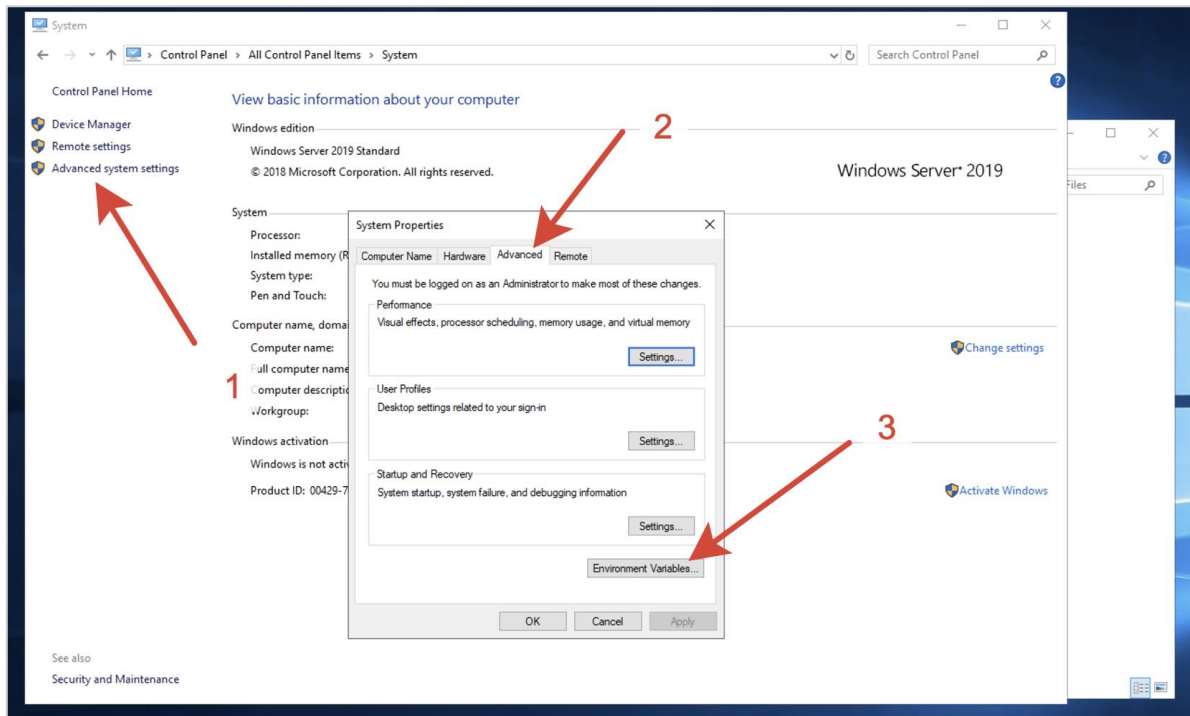 System
Control Panel > All Control Panel Items > System
Search Control Panel
Control Panel Home
Device Manager
Remote settings
Advanced system settings
1
View basic information about your computer
Windows edition
Windows Server 2019 Standard
© 2018 Microsoft Corporation. All rights reserved.
2
Windows Server 2019
System
Processor:
Installed memory (R
System type:
Pen and Touch:
Computer name, domai
Computer name:
Full computer name
Computer descriptio
Workgroup:
Change settings
Windows activation
Windows is not activ
Product ID: 00429-7
Activate Windows
System Properties
Computer Name Hardware Advanced Remote
You must be logged on as an Administrator to make most of these changes.
Performance
Visual effects, processor scheduling, memory usage, and virtual memory
Settings...
User Profiles
Desktop settings related to your sign-in
Settings...
3
Startup and Recovery
System startup, system failure, and debugging information
Settings...
Environment Variables...
OK Cancel Apply
See also
Security and Maintenance
Files